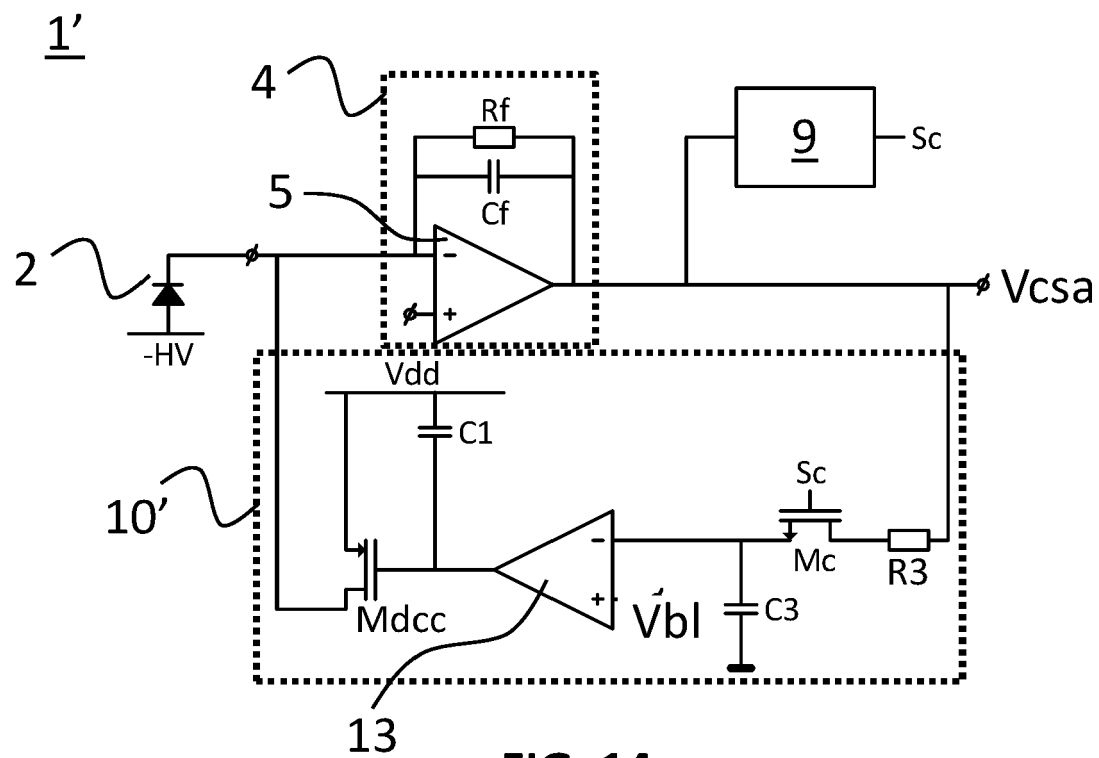 1'
4
Rf
9
Sc
5
Cf
2
-
+
Vcsa
-HV
Vdd
C1
Sc
10'
-
Mc
R3
Mdcc
+
Vbl
C3
13